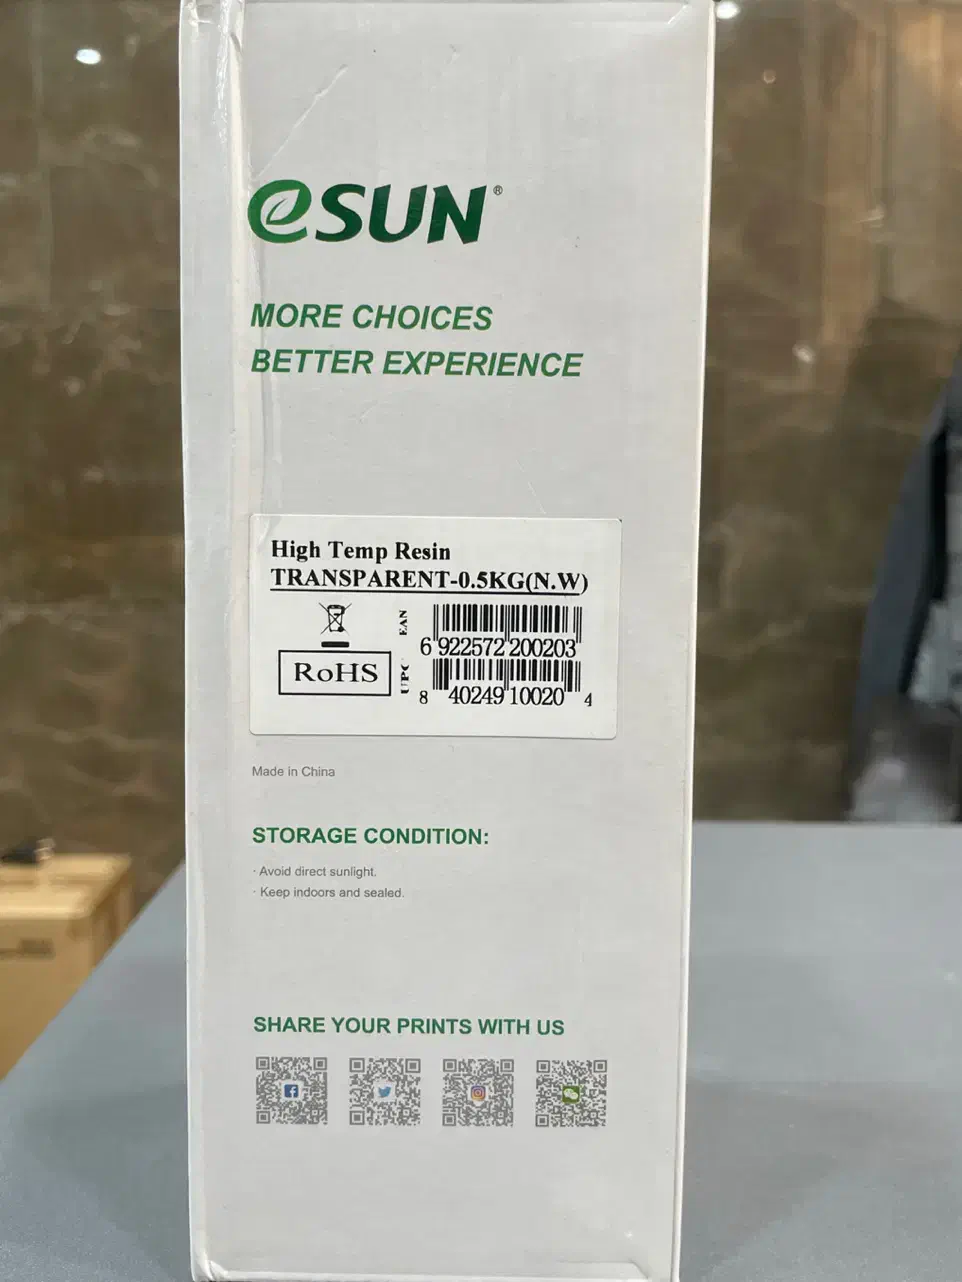 eSUN®
MORE CHOICES
BETTER EXPERIENCE
High Temp Resin
TRANSPARENT-0.5KG(N.W)
RoHS
EAN
6 922572 200203
UPC
8 40249 10020 4
Made in China
STORAGE CONDITION:
· Avoid direct sunlight.
· Keep indoors and sealed.
SHARE YOUR PRINTS WITH US